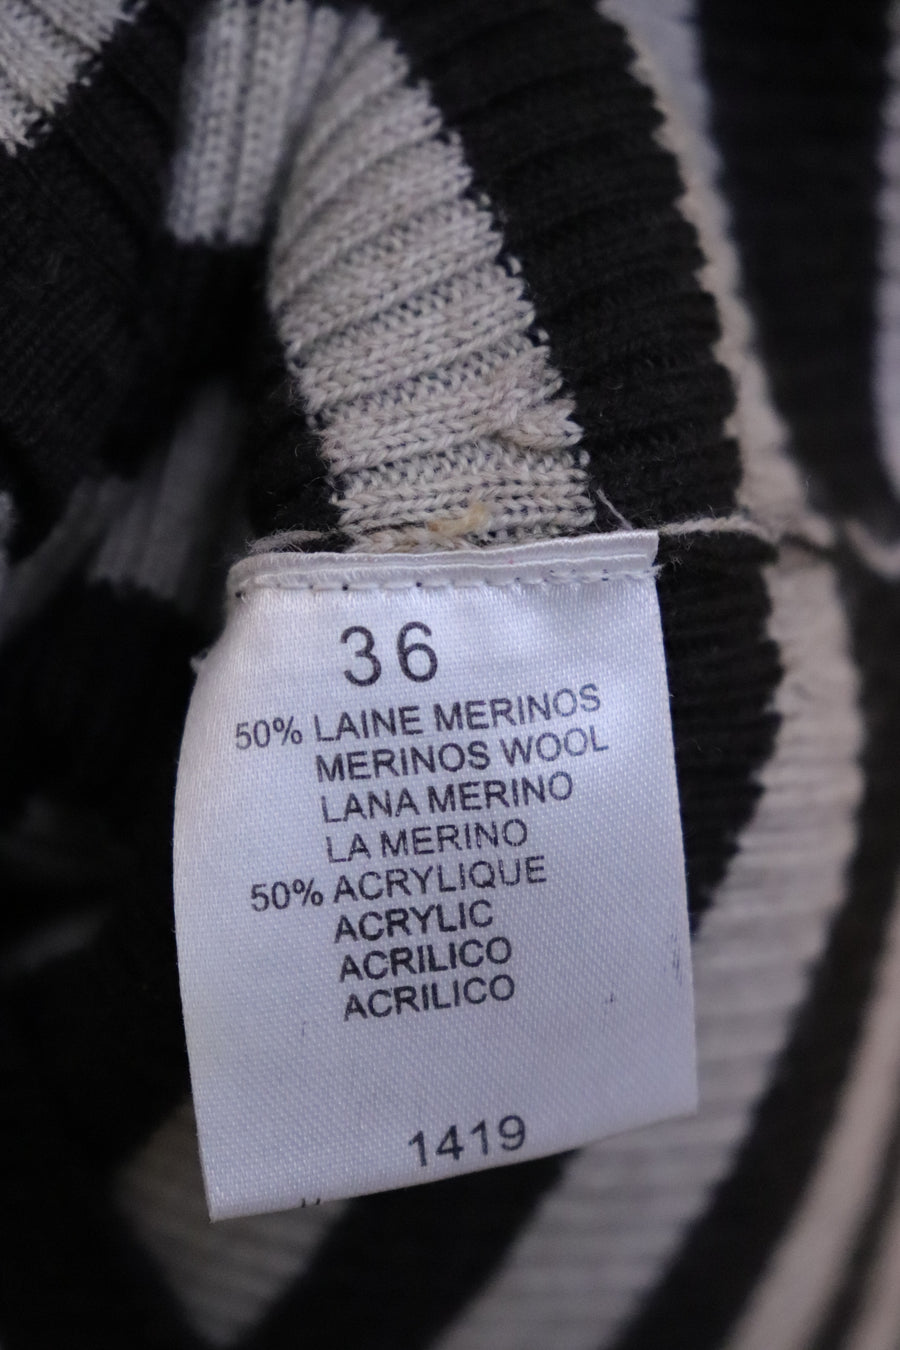 36
50% LAINE MERINOS
MERINOS WOOL
LANA MERINO
LA MERINO
50% ACRYLIQUE
ACRYLIC
ACRILICO
ACRILICO
1419